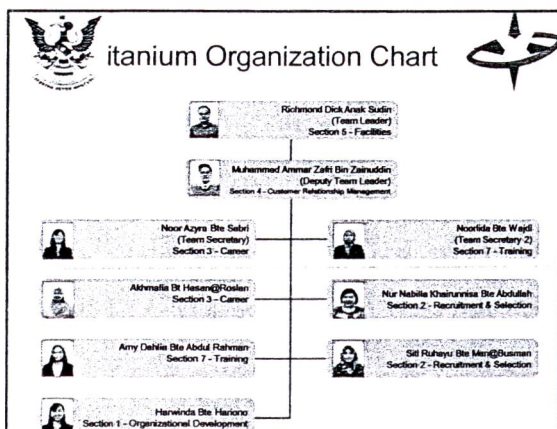 itanium Organization Chart
Richmond Dick Anak Sudin
(Team Leader)
Section 5 - Facilities
Muhammad Ammar Zafri Bin Zainuddin
(Deputy Team Leader)
Section 4 - Customer Relationship Management
Noor Azyra Bte Sebri
(Team Secretary)
Section 3 - Career
Noorlida Bte Wajdi
(Team Secretary 2)
Section 7 - Training
Akhmalia Bt Hasan@Roslan
Section 3 - Career
Nur Nabilla Khairunnisa Bte Abdullah
Section 2 - Recruitment & Selection
Amy Dahlia Bte Abdul Rahman
Section 7 - Training
Siti Ruhayu Bte Man@Busman
Section 2 - Recruitment & Selection
Harwinda Bte Hariono
Section 1 - Organizational Development